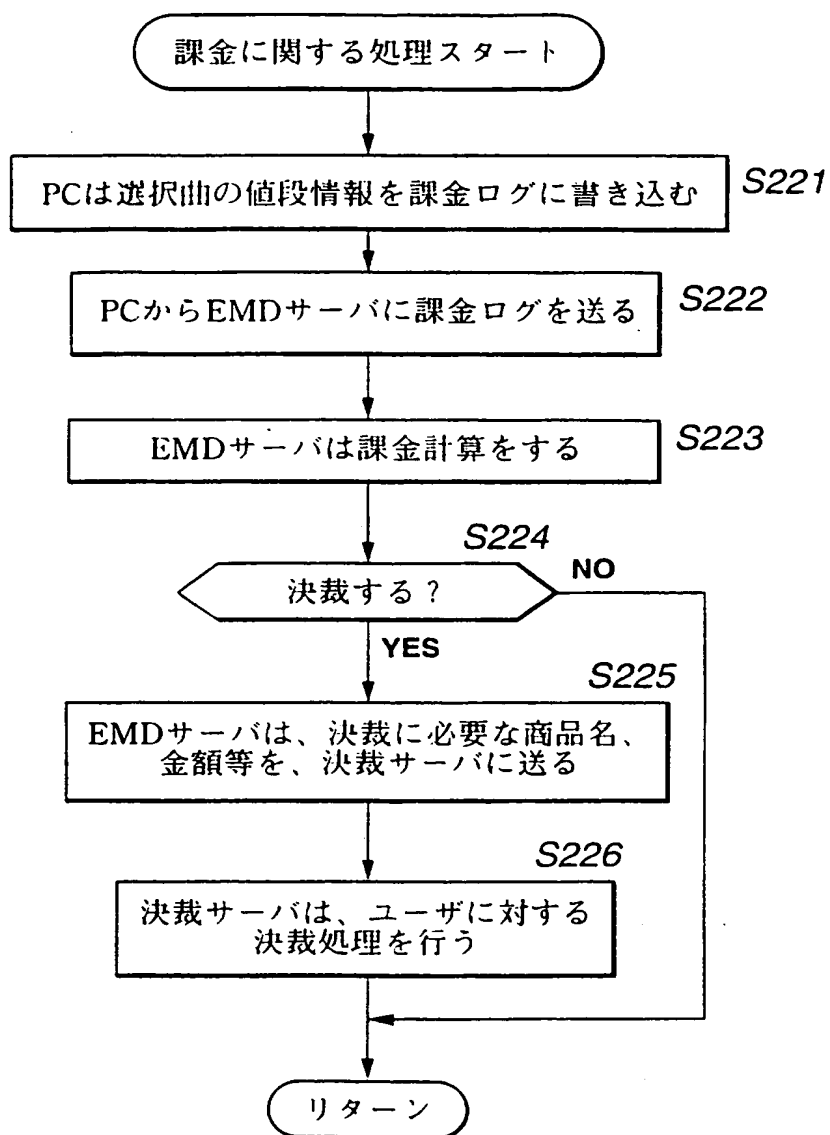 課金に関する処理スタート
PCは選択曲の値段情報を課金ログに書き込む
S221
PCからEMDサーバに課金ログを送る
S222
EMDサーバは課金計算をする
S223
S224
決裁する?
NO
YES
S225
EMDサーバは、決裁に必要な商品名、
金額等を、決裁サーバに送る
S226
決裁サーバは、ユーザに対する
決裁処理を行う
リターン